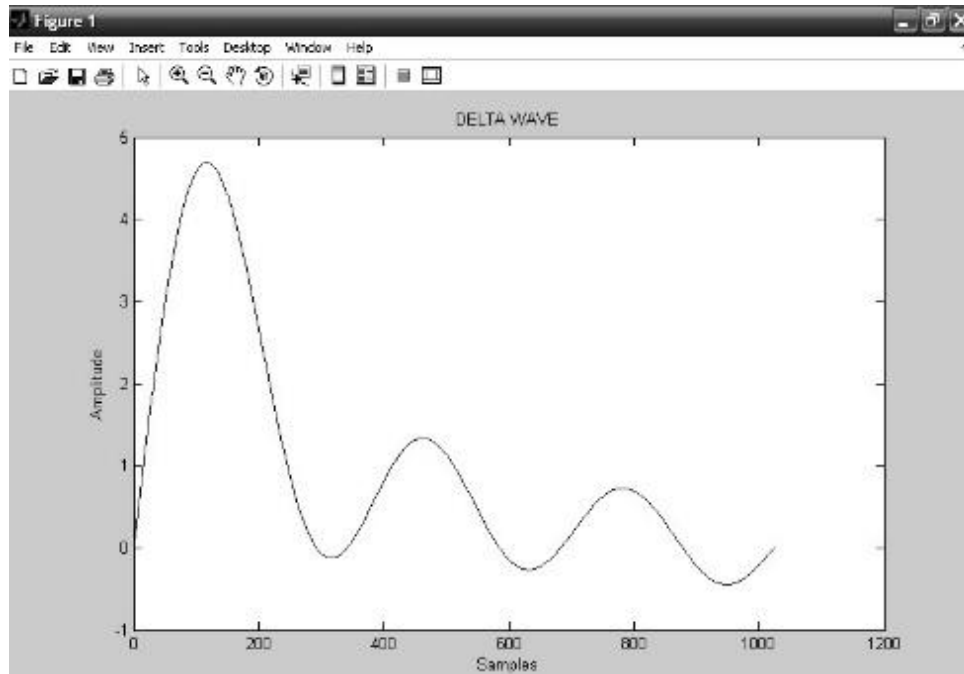 Figure 1
File Edit View Insert Tools Desktop Window Help
DELTA WAVE
5
4
3
2
1
0
-1
Amplitude
0 200 400 600 800 1000 1200
Samples